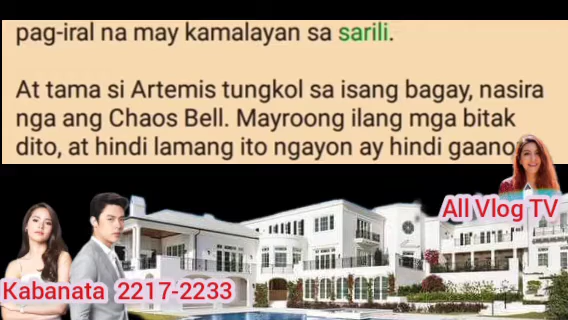 pag-iral na may kamalayan sa sarili.
At tama si Artemis tungkol sa isang bagay, nasira
nga ang Chaos Bell. Mayroong ilang mga bitak
dito, at hindi lamang ito ngayon ay hindi gaano
All Vlog TV
Kabanata 2217-2233